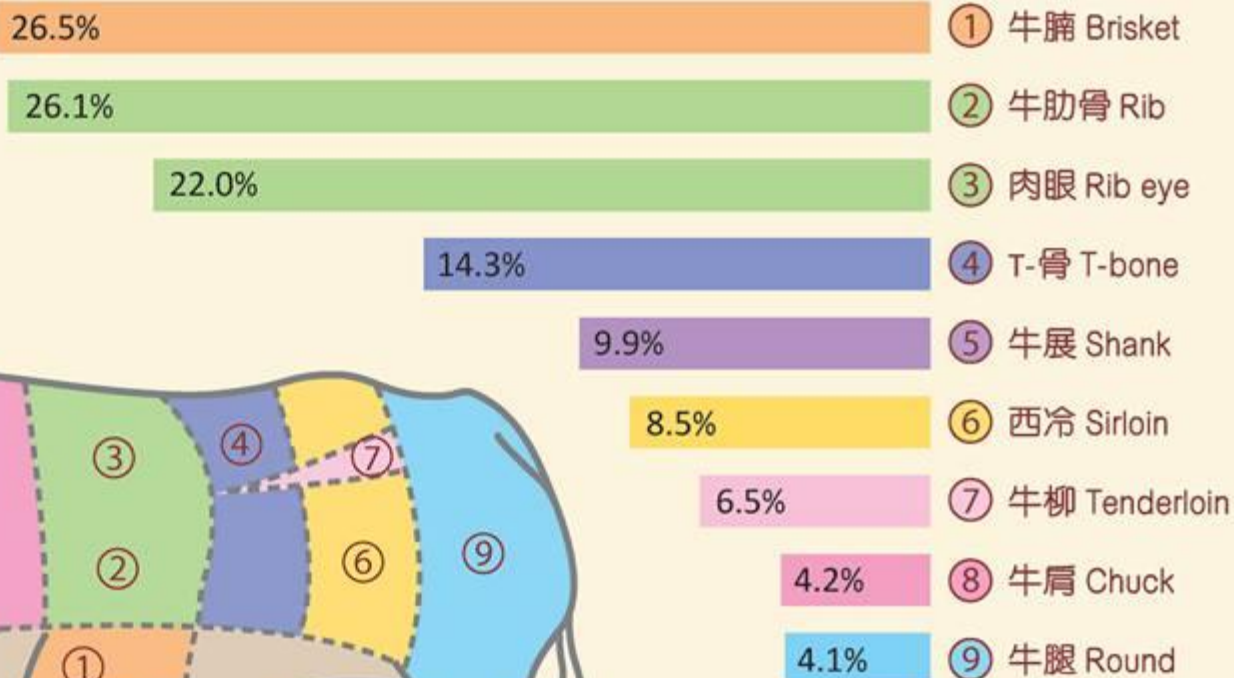 26.5% ① 牛腩 Brisket
26.1% ② 牛肋骨 Rib
22.0% ③ 肉眼 Rib eye
14.3% ④ T-骨 T-bone
9.9% ⑤ 牛展 Shank
8.5% ⑥ 西冷 Sirloin
6.5% ⑦ 牛柳 Tenderloin
4.2% ⑧ 牛肩 Chuck
4.1% ⑨ 牛腿 Round
④
③
⑦
②
⑥
⑨
①